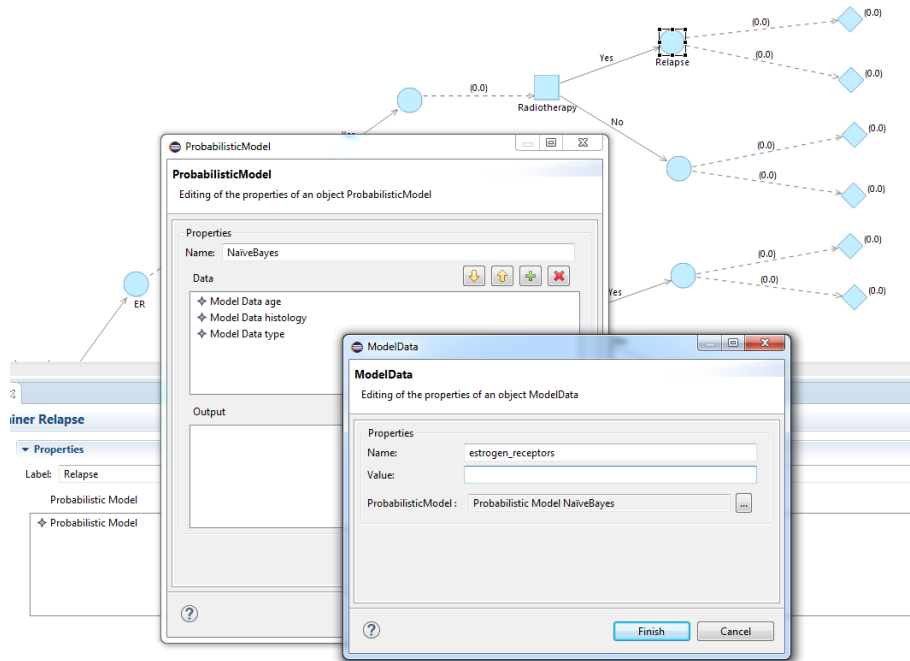 (0.0)
(0.0)
Yes
Relapse
(0.0)
(0.0)
(0.0)
Radiotherapy
No
(0.0)
(0.0)
(0.0)
(0.0)
Yes
ER
(0.0)
(0.0)
(0.0)
(0.0)
Yes
ProbabilisticModel
ProbabilisticModel
Editing of the properties of an object ProbabilisticModel
Properties
Name: NaïveBayes
Data
Model Data age
Model Data histology
Model Data type
Output
ModelData
ModelData
Editing of the properties of an object ModelData
Properties
Name: estrogen_receptors
Value:
ProbabilisticModel : Probabilistic Model NaïveBayes ...
Finish Cancel
iner Relapse
Properties
Label: Relapse
Probabilistic Model
Probabilistic Model